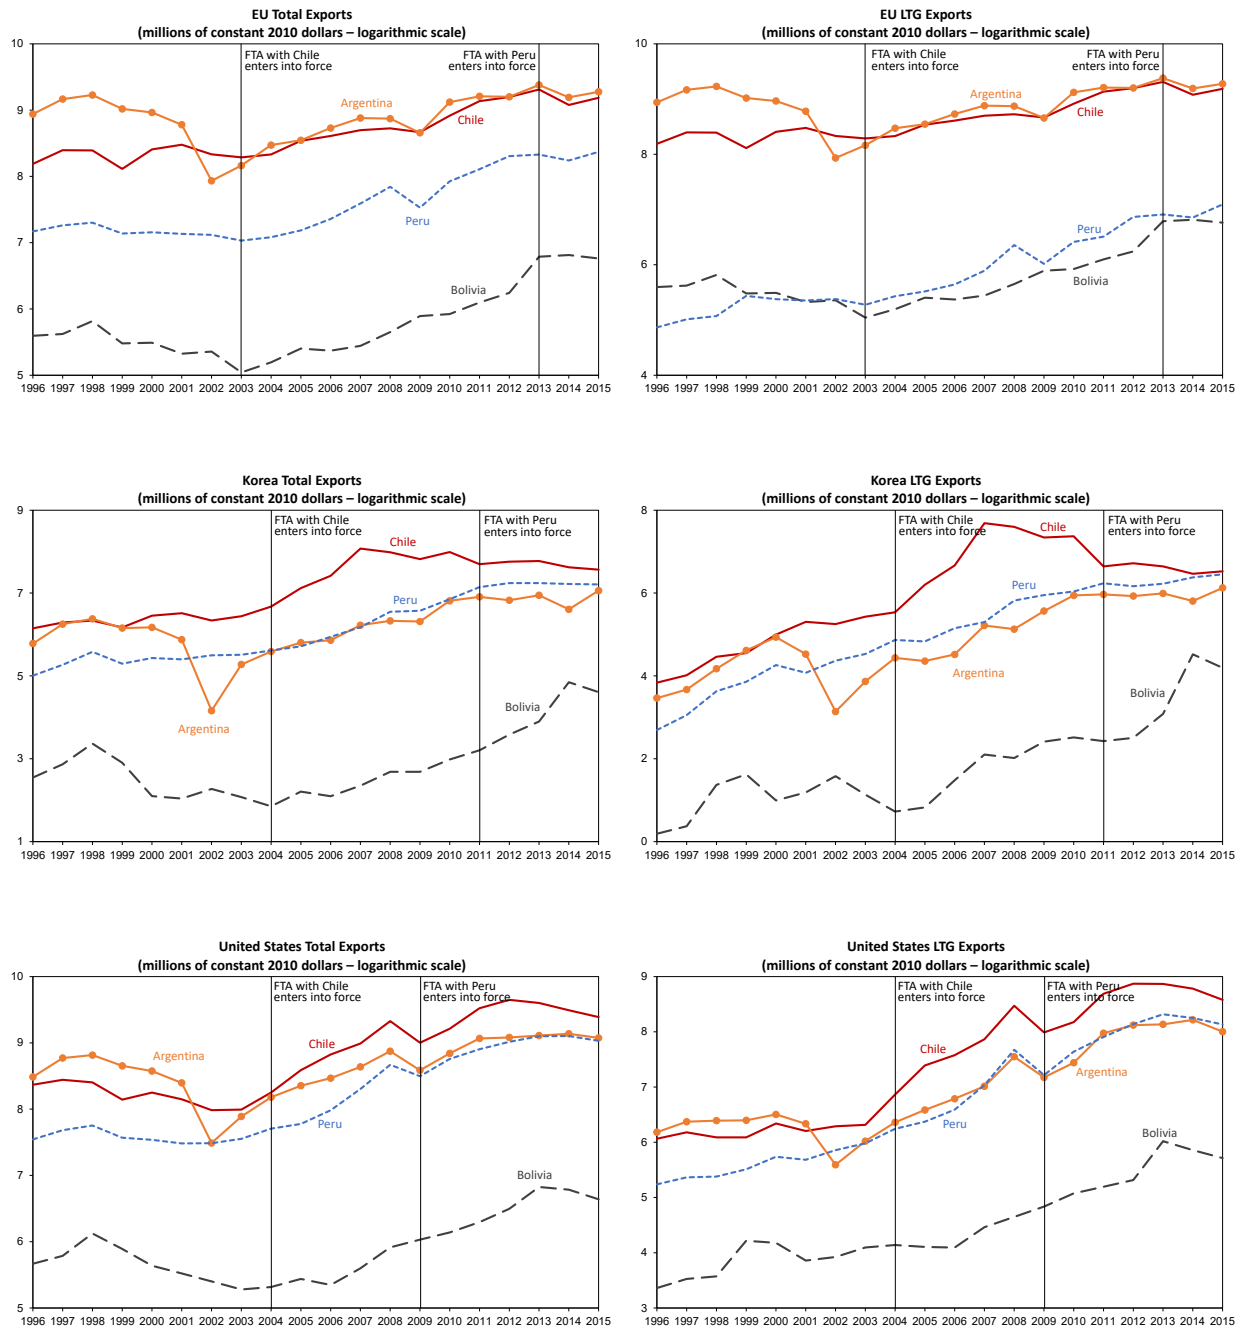 EU Total Exports
(millions of constant 2010 dollars – logarithmic scale)
10
9
8
7
6
5
FTA with Chile
enters into force
FTA with Peru
enters into force
Argentina
Chile
Peru
Bolivia
1996 1997 1998 1999 2000 2001 2002 2003 2004 2005 2006 2007 2008 2009 2010 2011 2012 2013 2014 2015
EU LTG Exports
(millions of constant 2010 dollars – logarithmic scale)
10
8
6
4
FTA with Chile
enters into force
FTA with Peru
enters into force
Argentina
Chile
Peru
Bolivia
1996 1997 1998 1999 2000 2001 2002 2003 2004 2005 2006 2007 2008 2009 2010 2011 2012 2013 2014 2015
Korea Total Exports
(millions of constant 2010 dollars – logarithmic scale)
9
7
5
3
1
FTA with Chile
enters into force
FTA with Peru
enters into force
Chile
Peru
Argentina
Bolivia
1996 1997 1998 1999 2000 2001 2002 2003 2004 2005 2006 2007 2008 2009 2010 2011 2012 2013 2014 2015
Korea LTG Exports
(millions of constant 2010 dollars – logarithmic scale)
8
6
4
2
0
FTA with Chile
enters into force
FTA with Peru
enters into force
Chile
Peru
Argentina
Bolivia
1996 1997 1998 1999 2000 2001 2002 2003 2004 2005 2006 2007 2008 2009 2010 2011 2012 2013 2014 2015
United States Total Exports
(millions of constant 2010 dollars – logarithmic scale)
10
9
8
7
6
5
FTA with Chile
enters into force
FTA with Peru
enters into force
Argentina
Chile
Peru
Bolivia
1996 1997 1998 1999 2000 2001 2002 2003 2004 2005 2006 2007 2008 2009 2010 2011 2012 2013 2014 2015
United States LTG Exports
(millions of constant 2010 dollars – logarithmic scale)
9
8
7
6
5
4
3
FTA with Chile
enters into force
FTA with Peru
enters into force
Chile
Argentina
Peru
Bolivia
1996 1997 1998 1999 2000 2001 2002 2003 2004 2005 2006 2007 2008 2009 2010 2011 2012 2013 2014 2015